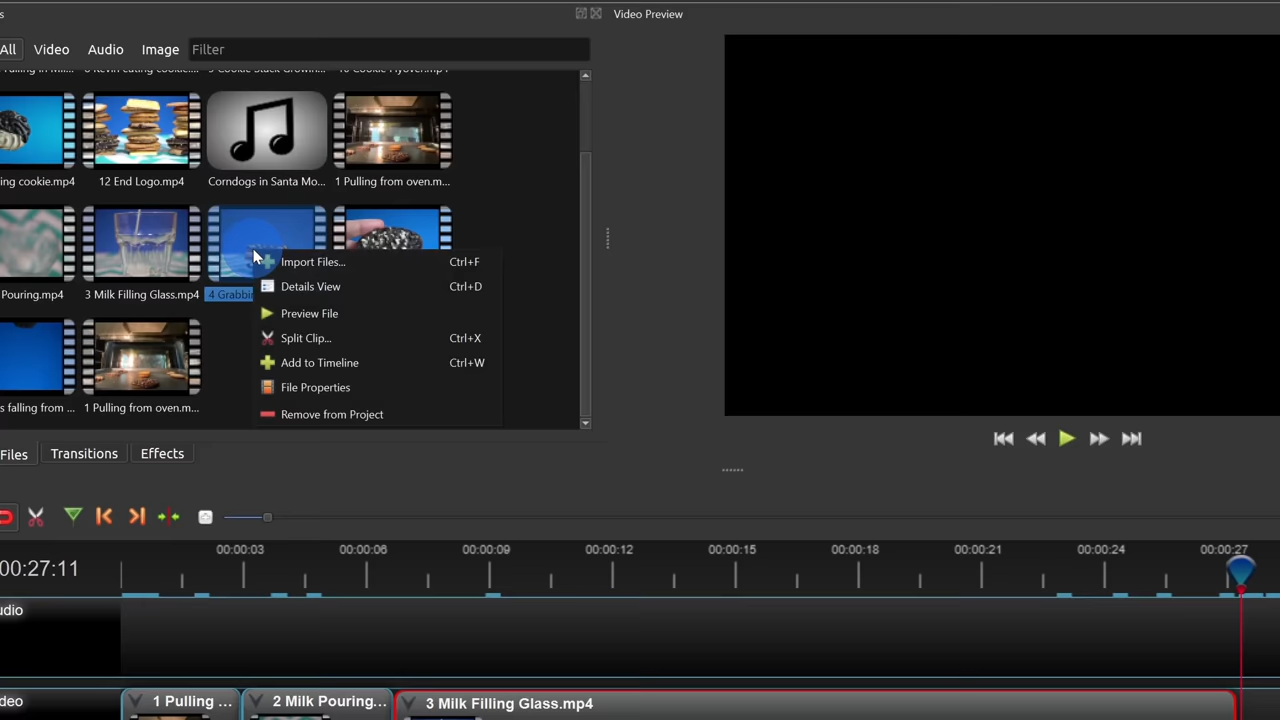 s
Video Preview
All
Video
Audio
Image
Filter
10 Cookie Flyover.mp4
ing cookie.mp4
12 End Logo.mp4
Corndogs in Santa Mo...
1 Pulling from oven.m...
Pouring.mp4
3 Milk Filling Glass.mp4
4 Grabbin
Import Files... Ctrl+F
Details View Ctrl+D
Preview File
Split Clip... Ctrl+X
Add to Timeline Ctrl+W
File Properties
Remove from Project
s falling from ...
1 Pulling from oven.m...
Files
Transitions
Effects
00:27:11
00:00:03
00:00:06
00:00:09
00:00:12
00:00:15
00:00:18
00:00:21
00:00:24
00:00:27
udio
deo
1 Pulling ...
2 Milk Pouring...
3 Milk Filling Glass.mp4